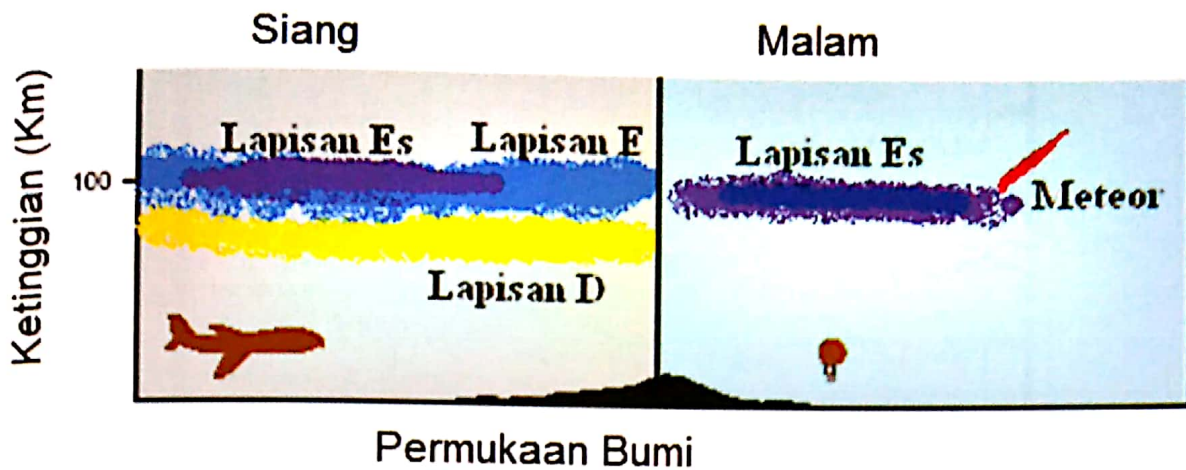 Siang
Malam
Ketinggian (Km)
100
Lapisan Es
Lapisan E
Lapisan D
Lapisan Es
Meteor
Permukaan Bumi